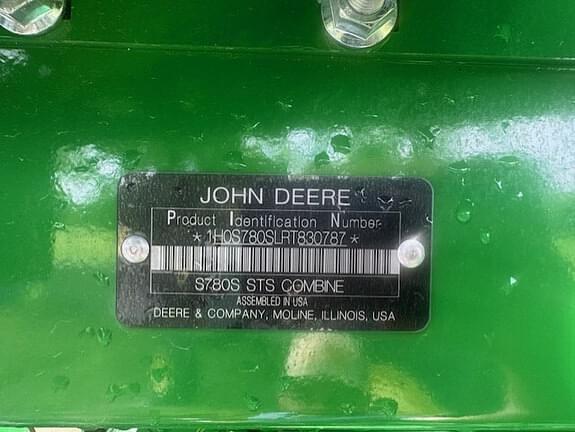 JOHN DEERE
Product Identification Number
*1H0S780SLRT830787*
S780S STS COMBINE
ASSEMBLED IN USA
DEERE & COMPANY, MOLINE, ILLINOIS, USA